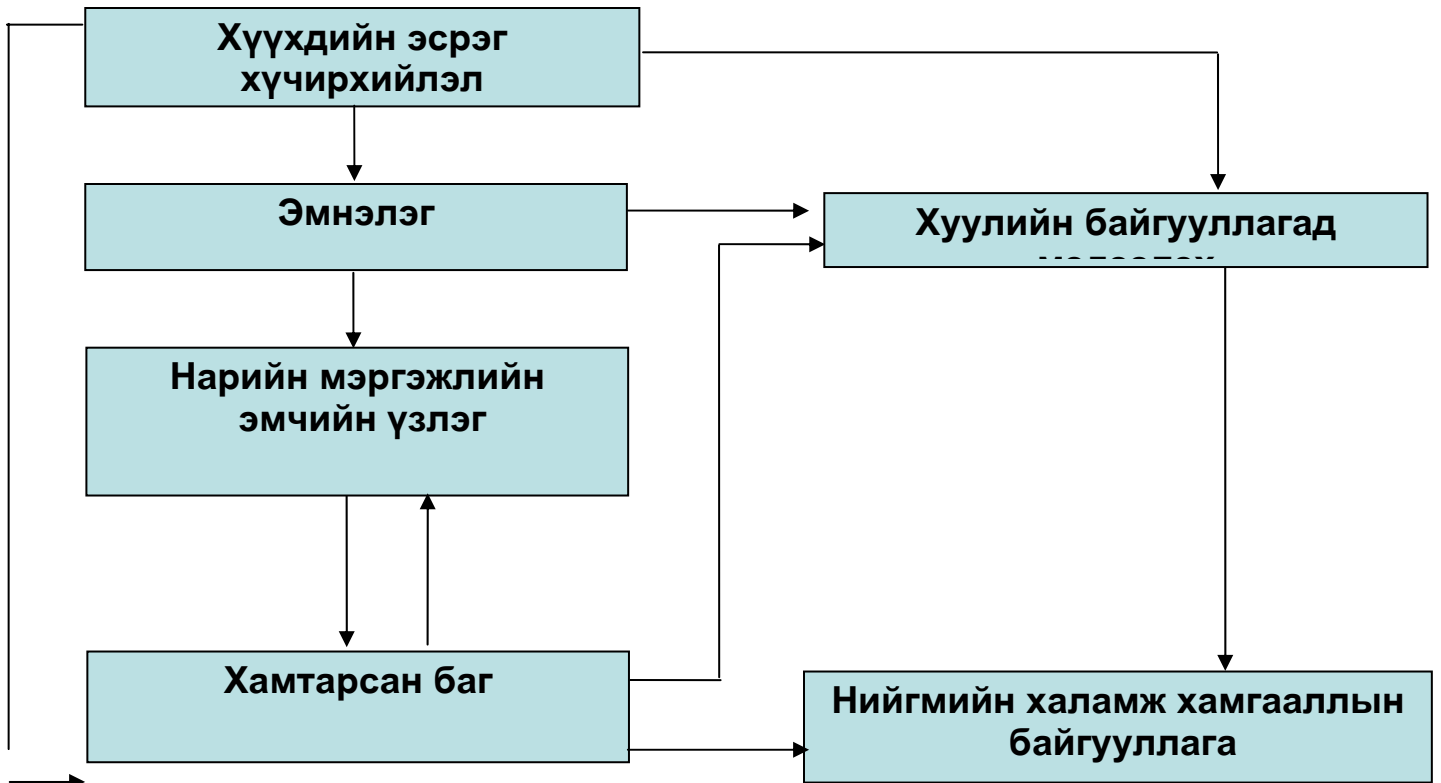 Хүүхдийн эсрэг
хүчирхийлэл
Эмнэлэг
Хуулийн байгууллагад
Нарийн мэргэжлийн
эмчийн үзлэг
Хамтарсан баг
Нийгмийн халамж хамгааллын
байгууллага